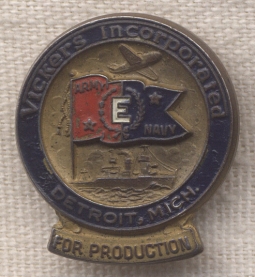 Vickers Incorporated
ARMY
E
NAVY
DETROIT, MICH.
FOR PRODUCTION